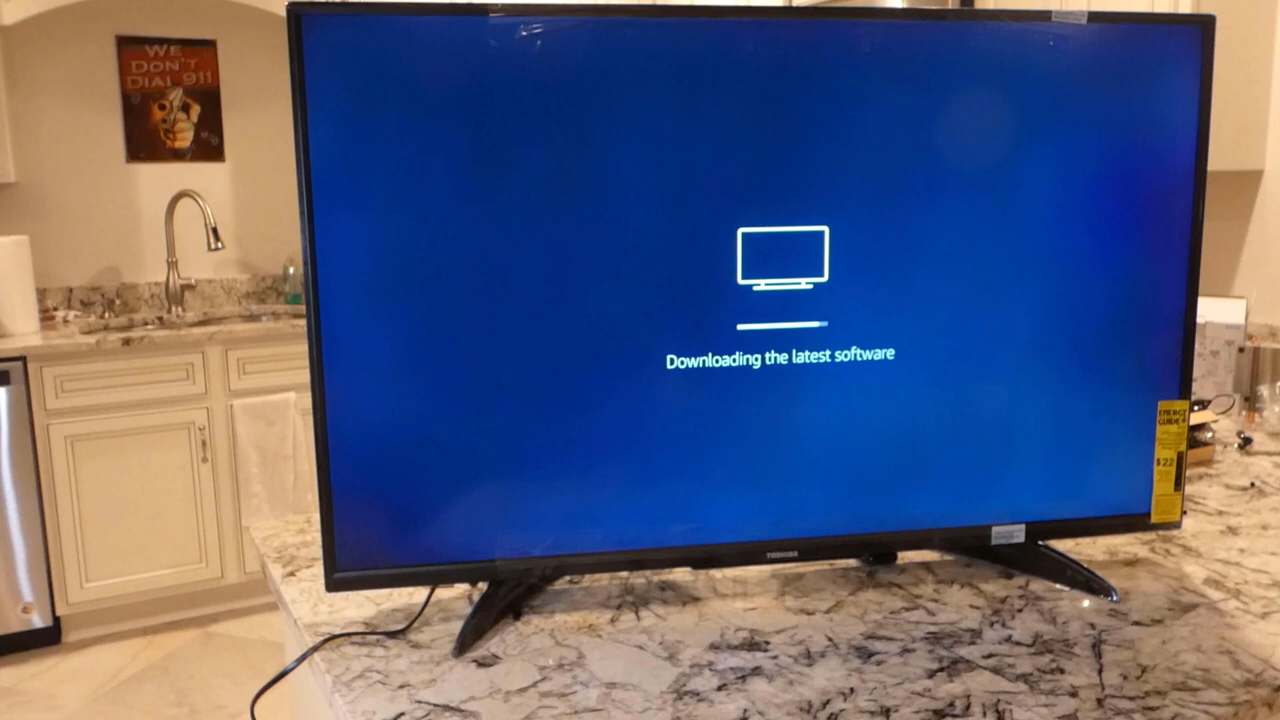 WE
DON'T
DIAL 911
Downloading the latest software
ENERGY
GUIDE
$22
TOSHIBA